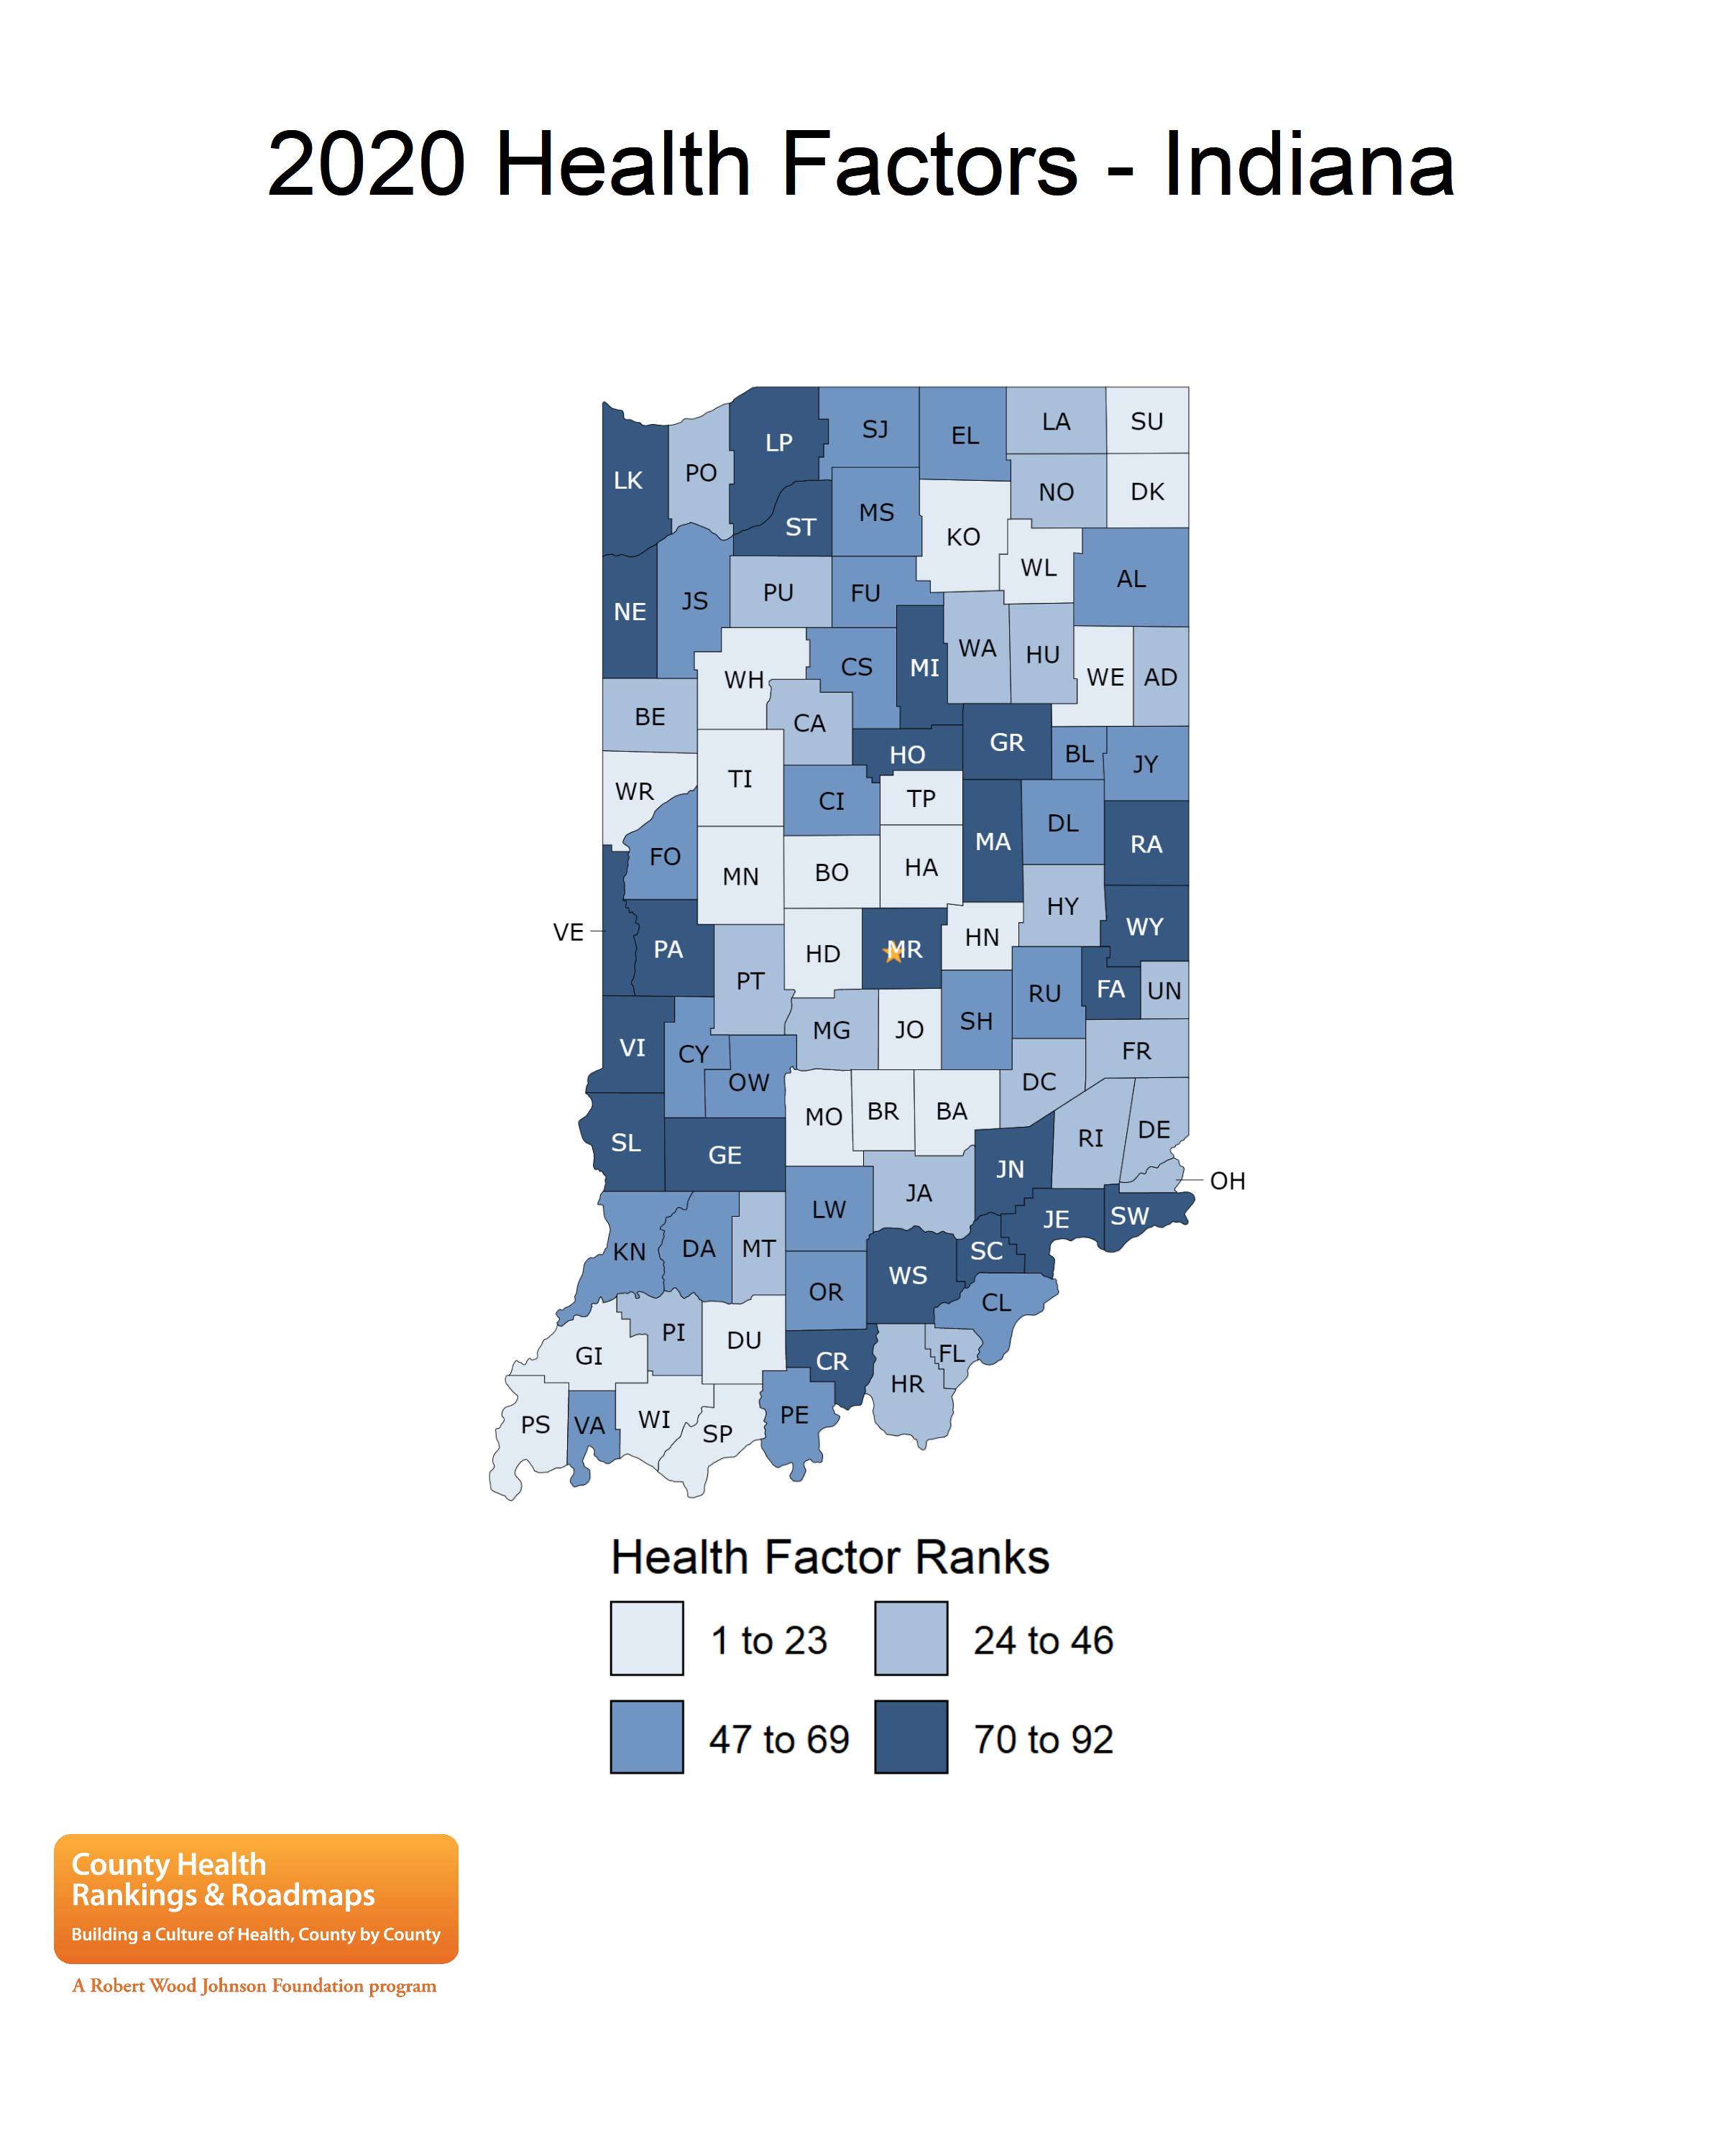 2020 Health Factors - Indiana
LK
PO
LP
SJ
EL
LA
SU
ST
MS
KO
NO
DK
WL
AL
NE
JS
PU
FU
MI
WA
HU
WE
AD
WH
CS
BE
CA
HO
GR
BL
JY
WR
TI
CI
TP
MA
DL
RA
FO
MN
BO
HA
HY
WY
VE
PA
PT
HD
MR
HN
RU
FA
UN
VI
CY
OW
MG
JO
SH
DC
FR
SL
GE
MO
BR
BA
RI
DE
JN
OH
KN
DA
MT
LW
JA
JE
SW
SC
OR
WS
CL
GI
PI
DU
CR
HR
FL
PS
VA
WI
SP
PE
Health Factor Ranks
1 to 23
24 to 46
47 to 69
70 to 92
County Health
Rankings & Roadmaps
Building a Culture of Health, County by County
A Robert Wood Johnson Foundation program